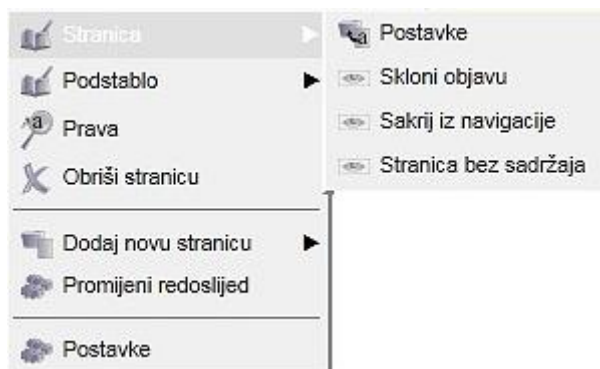 Stranica
Podstablo
Prava
Obriši stranicu
Dodaj novu stranicu
Promijeni redoslijed
Postavke
Postavke
Skloni objavu
Sakrij iz navigacije
Stranica bez sadržaja